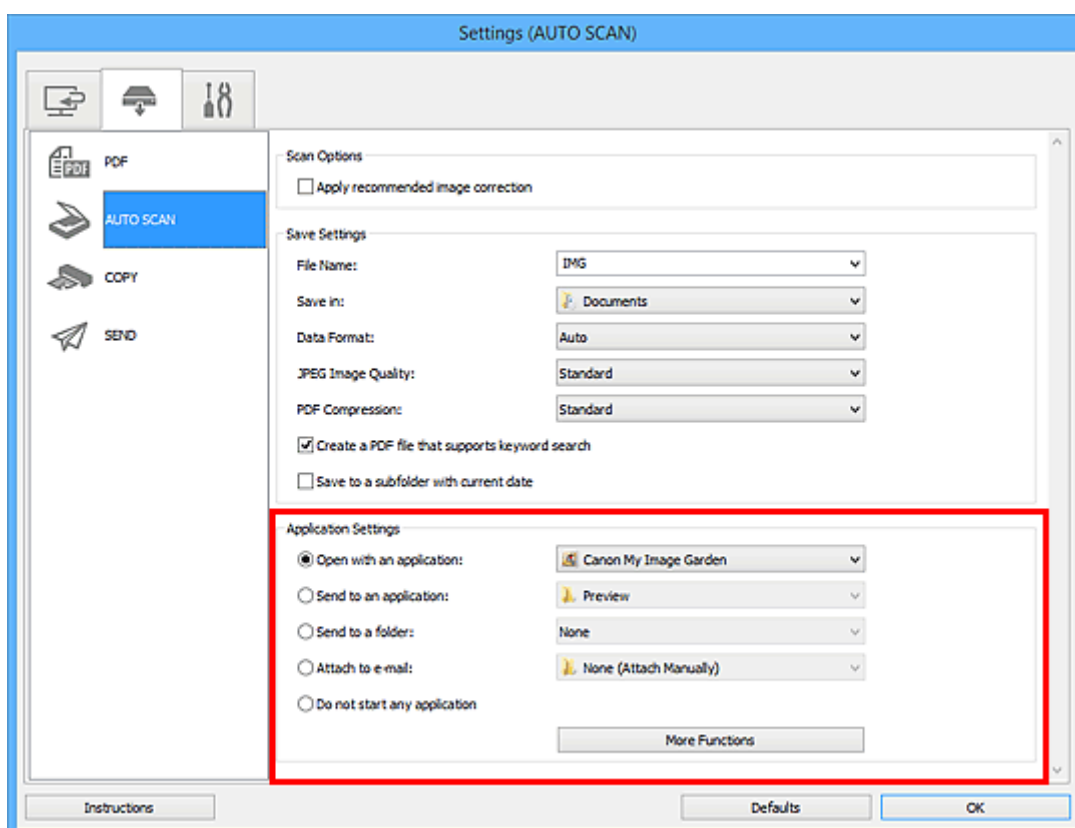 Settings (AUTO SCAN)
PDF
PDF
AUTO SCAN
COPY
SEND
Scan Options
Apply recommended image correction
Save Settings
File Name: IMG
Save in: Documents
Data Format: Auto
JPEG Image Quality: Standard
PDF Compression: Standard
Create a PDF file that supports keyword search
Save to a subfolder with current date
Application Settings
Open with an application: Canon My Image Garden
Send to an application: Preview
Send to a folder: None
Attach to e-mail: None (Attach Manually)
Do not start any application
More Functions
Instructions Defaults OK